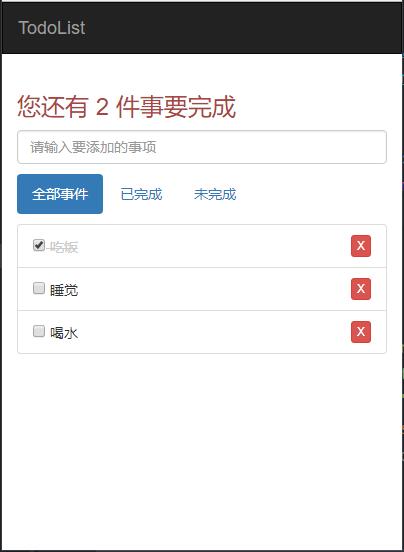 TodoList
您还有 2 件事要完成
请输入要添加的事项
全部事件 已完成 未完成
吃饭 X
睡觉 X
喝水 X